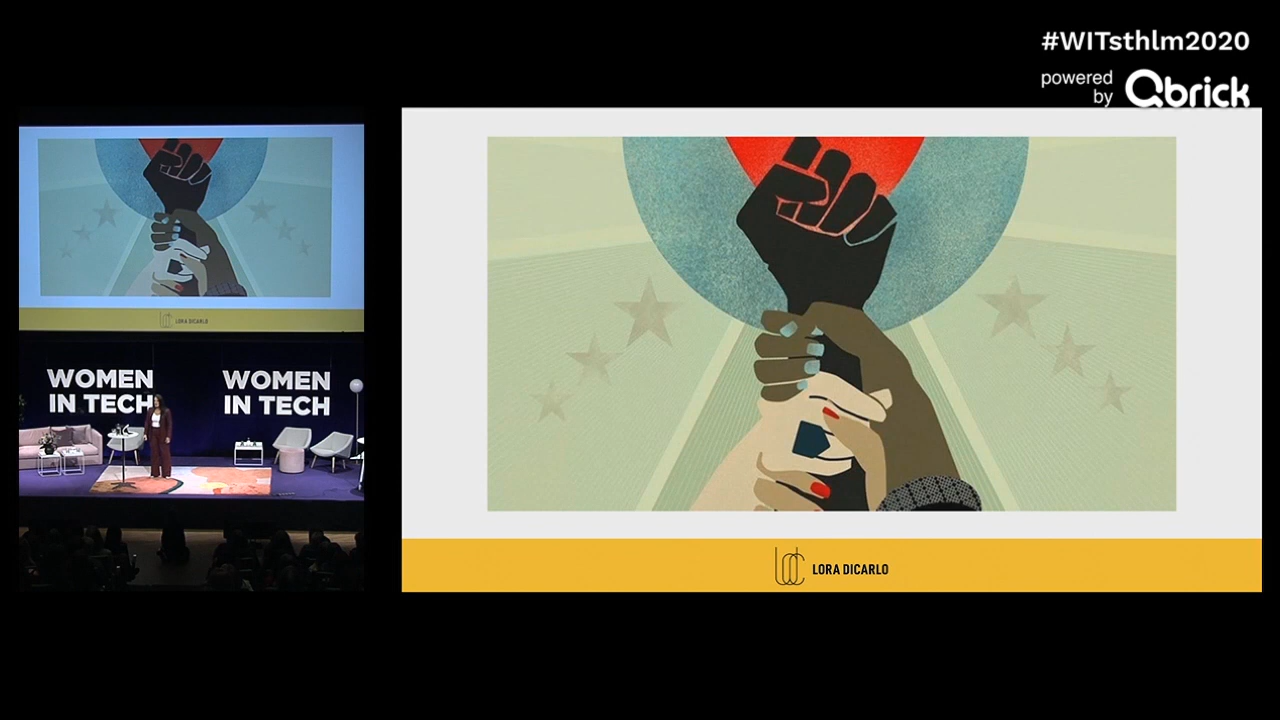 #WITsthlm2020
powered
by
Qbrick
LORA DICARLO
WOMEN
IN TECH
WOMEN
IN TECH
LORA DICARLO